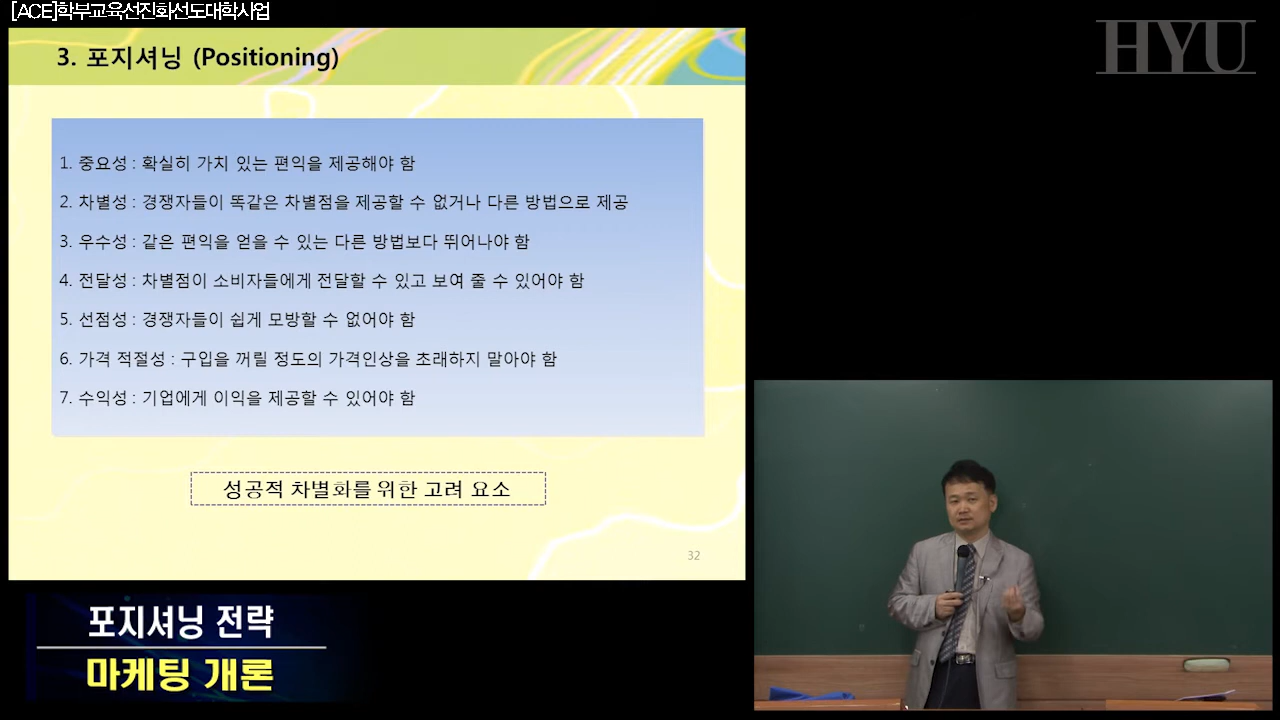 [ACE]학부교육선진화선도대학사업
HYU
3. 포지셔닝 (Positioning)
1. 중요성 : 확실히 가치 있는 편익을 제공해야 함
2. 차별성 : 경쟁자들이 똑같은 차별점을 제공할 수 없거나 다른 방법으로 제공
3. 우수성 : 같은 편익을 얻을 수 있는 다른 방법보다 뛰어나야 함
4. 전달성 : 차별점이 소비자들에게 전달할 수 있고 보여 줄 수 있어야 함
5. 선점성 : 경쟁자들이 쉽게 모방할 수 없어야 함
6. 가격 적절성 : 구입을 꺼릴 정도의 가격인상을 초래하지 말아야 함
7. 수익성 : 기업에게 이익을 제공할 수 있어야 함
성공적 차별화를 위한 고려 요소
32
포지셔닝 전략
마케팅 개론